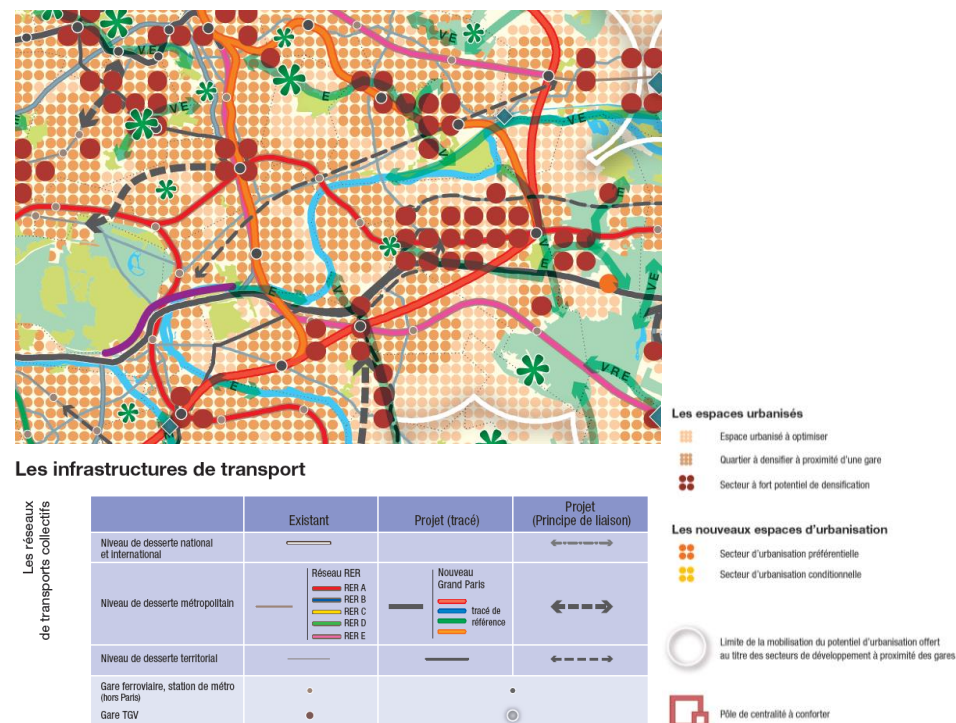 VE
VE
E
VE
VE
V
E
E
V
E
VE
E
VRE
E
Les infrastructures de transport
Les réseaux
de transports collectifs
Existant
Projet (tracé)
Projet
(Principe de liaison)
Niveau de desserte national
et international
Niveau de desserte métropolitain
Réseau RER
RER A
RER B
RER C
RER D
RER E
Nouveau
Grand Paris
tracé de
référence
Niveau de desserte territorial
Gare ferroviaire, station de métro
(hors Paris)
Gare TGV
Les espaces urbanisés
Espace urbanisé à optimiser
Quartier à densifier à proximité d'une gare
Secteur à fort potentiel de densification
Les nouveaux espaces d'urbanisation
Secteur d'urbanisation préférentielle
Secteur d'urbanisation conditionnelle
Limite de la mobilisation du potentiel d'urbanisation offert
au titre des secteurs de développement à proximité des gares
Pôle de centralité à conforter